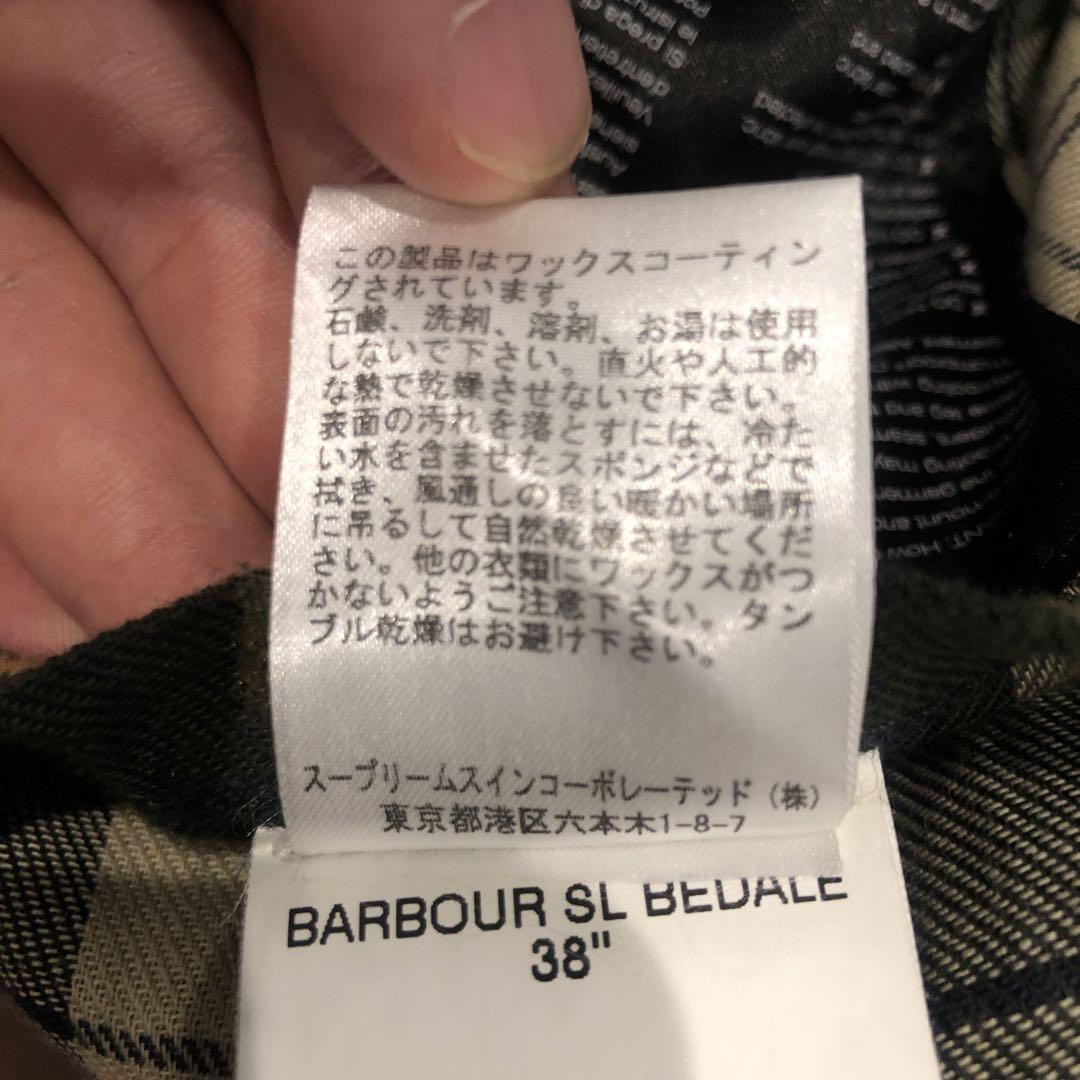 この製品はワックスコーティン
グされています。
石鹸、洗剤、溶剤、お湯は使用
しないで下さい。直火や人工的
な熱で乾燥させないで下さい。
表面の汚れを落とすには、冷た
い水を含ませたスポンジなどで
拭き、風通しの良い暖かい場所
に吊るして自然乾燥させてくだ
さい。他の衣類にワックスがつ
かないようご注意下さい。タン
ブル乾燥はお避け下さい。
スープリームスインコーポレーテッド（株）
東京都港区六本木1-8-7
BARBOUR SL BEDALE
38"